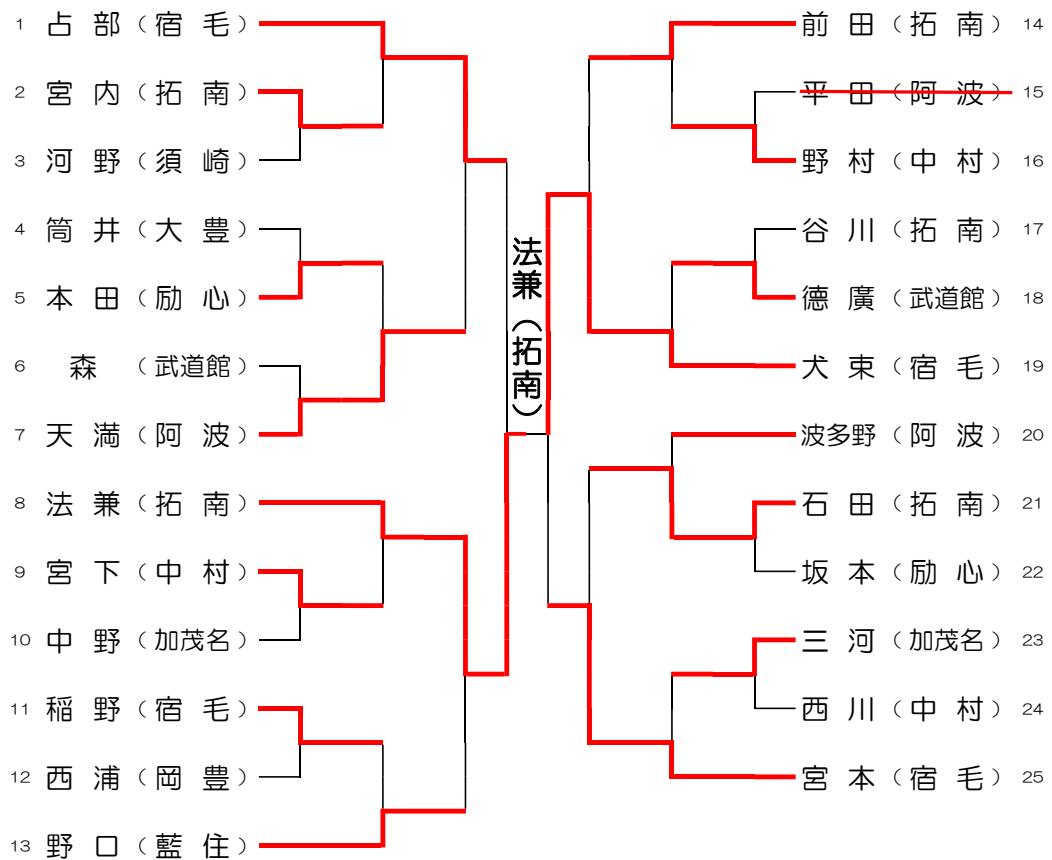 1 占部（宿毛）
2 宮内（拓南）
3 河野（須崎）
4 筒井（大豊）
5 本田（励心）
6 森（武道館）
7 天満（阿波）
8 法兼（拓南）
9 宮下（中村）
10 中野（加茂名）
11 稲野（宿毛）
12 西浦（岡豊）
13 野口（藍住）
法兼（拓南）
前田（拓南） 14
平田（阿波） 15
野村（中村） 16
谷川（拓南） 17
德廣（武道館） 18
犬束（宿毛） 19
波多野（阿波） 20
石田（拓南） 21
坂本（励心） 22
三河（加茂名） 23
西川（中村） 24
宮本（宿毛） 25